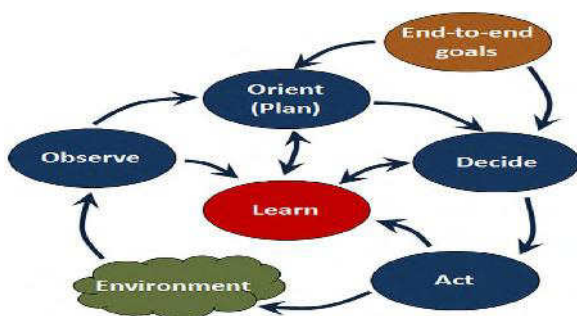 End-to-end
goals
Orient
(Plan)
Observe
Decide
Learn
Environment
Act